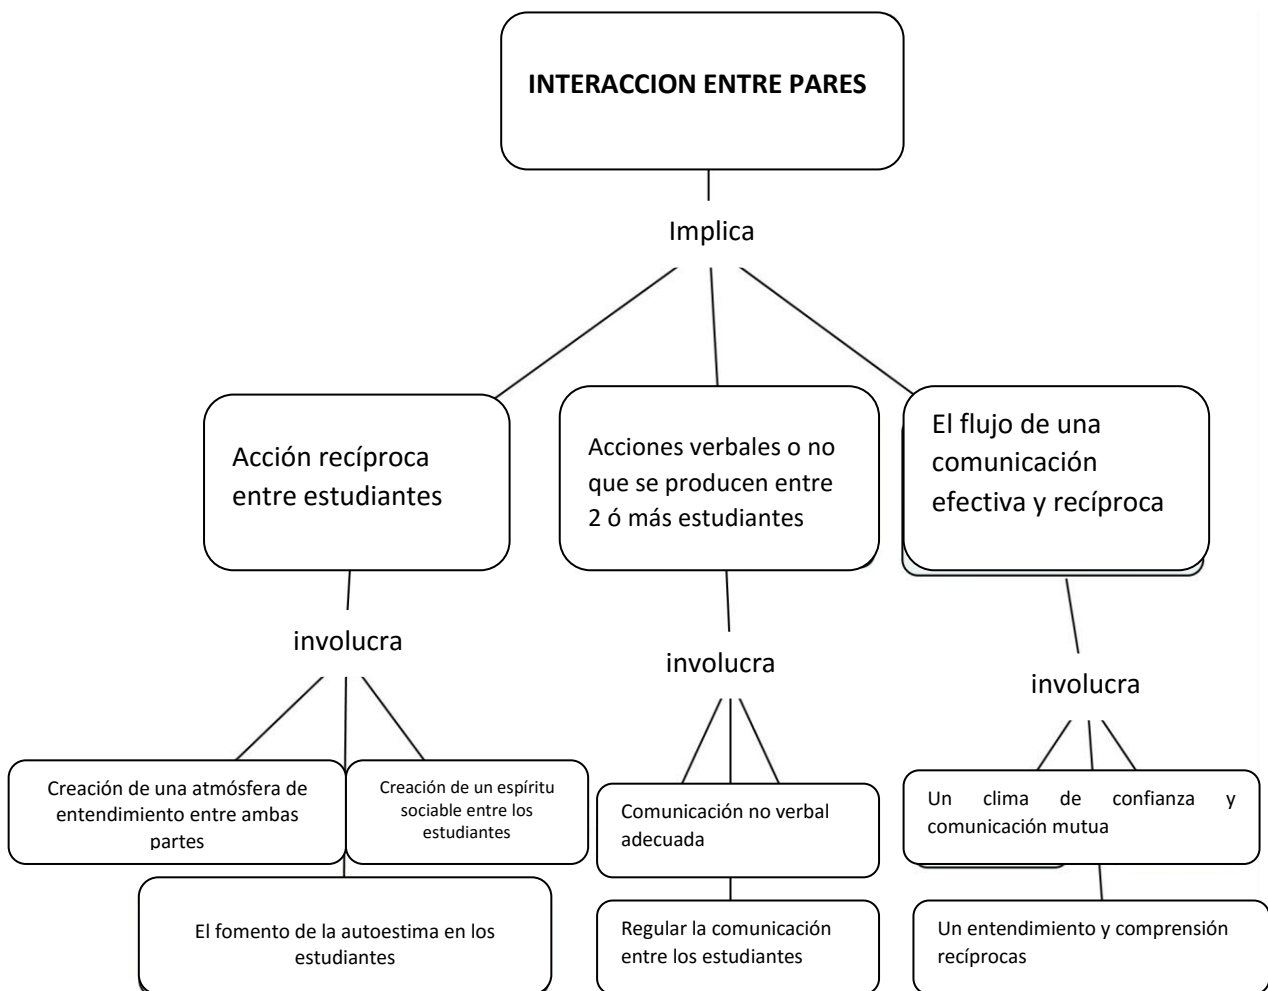 INTERACCION ENTRE PARES
Implica
Acción recíproca
entre estudiantes
Acciones verbales o no
que se producen entre
2 ó más estudiantes
El flujo de una
comunicación
efectiva y recíproca
involucra
involucra
involucra
Creación de una atmósfera de
entendimiento entre ambas
partes
Creación de un espíritu
sociable entre los
estudiantes
El fomento de la autoestima en los
estudiantes
Comunicación no verbal
adecuada
Regular la comunicación
entre los estudiantes
Un clima de confianza y
comunicación mutua
Un entendimiento y comprensión
recíprocas